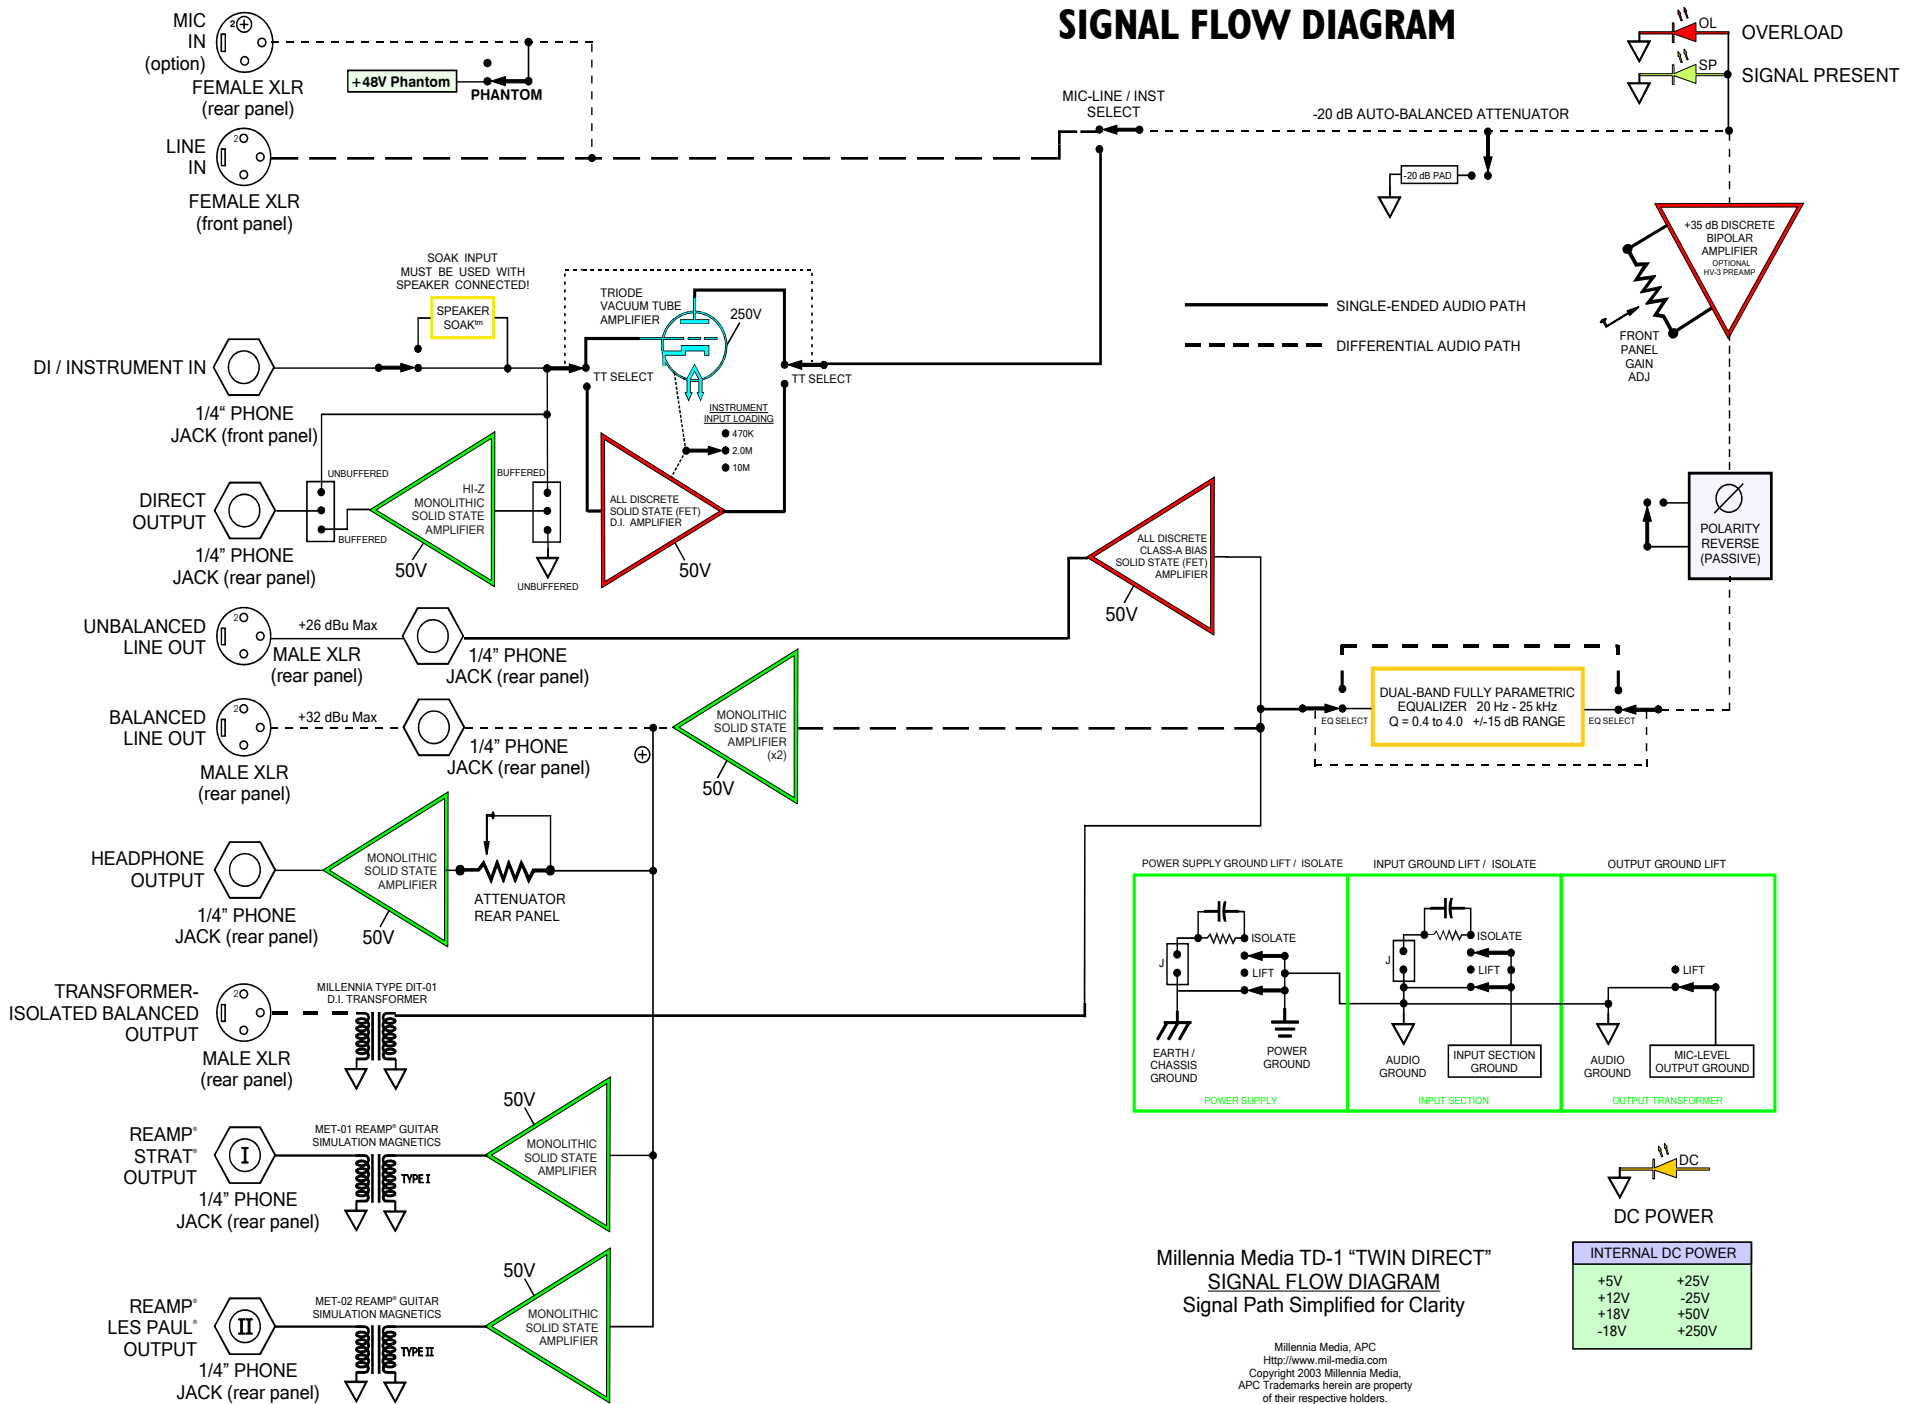 SIGNAL FLOW DIAGRAM
MIC
IN
(option)
2
FEMALE XLR
(rear panel)
+48V Phantom
PHANTOM
LINE
IN
2
FEMALE XLR
(front panel)
MIC-LINE / INST
SELECT
-20 dB AUTO-BALANCED ATTENUATOR
-20 dB PAD
OL
OVERLOAD
SP
SIGNAL PRESENT
+35 dB DISCRETE
BIPOLAR
AMPLIFIER
OPTIONAL
HV-3 PREAMP
FRONT
PANEL
GAIN
ADJ
SINGLE-ENDED AUDIO PATH
DIFFERENTIAL AUDIO PATH
SOAK INPUT
MUST BE USED WITH
SPEAKER CONNECTED!
SPEAKER
SOAKtm
TRIODE
VACUUM TUBE
AMPLIFIER
250V
DI / INSTRUMENT IN
1/4“ PHONE
JACK (front panel)
TT SELECT
TT SELECT
INSTRUMENT
INPUT LOADING
470K
2.0M
10M
UNBUFFERED
BUFFERED
HI-Z
MONOLITHIC
SOLID STATE
AMPLIFIER
50V
BUFFERED
UNBUFFERED
ALL DISCRETE
SOLID STATE (FET)
D.I. AMPLIFIER
50V
DIRECT
OUTPUT
1/4“ PHONE
JACK (rear panel)
ALL DISCRETE
CLASS-A BIAS
SOLID STATE (FET)
AMPLIFIER
50V
POLARITY
REVERSE
(PASSIVE)
UNBALANCED
LINE OUT
2
+26 dBu Max
MALE XLR
(rear panel)
1/4” PHONE
JACK (rear panel)
BALANCED
LINE OUT
2
+32 dBu Max
1/4” PHONE
JACK (rear panel)
MALE XLR
(rear panel)
MONOLITHIC
SOLID STATE
AMPLIFIER
(x2)
50V
EQ SELECT
DUAL-BAND FULLY PARAMETRIC
EQUALIZER 20 Hz - 25 kHz
Q = 0.4 to 4.0 +/-15 dB RANGE
EQ SELECT
HEADPHONE
OUTPUT
1/4” PHONE
JACK (rear panel)
MONOLITHIC
SOLID STATE
AMPLIFIER
50V
ATTENUATOR
REAR PANEL
TRANSFORMER-
ISOLATED BALANCED
OUTPUT
2
MALE XLR
(rear panel)
MILLENNIA TYPE DIT-01
D.I. TRANSFORMER
POWER SUPPLY GROUND LIFT / ISOLATE
INPUT GROUND LIFT / ISOLATE
OUTPUT GROUND LIFT
J
ISOLATE
LIFT
EARTH /
CHASSIS
GROUND
POWER
GROUND
POWER SUPPLY
J
ISOLATE
LIFT
AUDIO
GROUND
INPUT SECTION
GROUND
INPUT SECTION
LIFT
AUDIO
GROUND
MIC-LEVEL
OUTPUT GROUND
OUTPUT TRANSFORMER
REAMP®
STRAT®
OUTPUT
I
1/4” PHONE
JACK (rear panel)
MET-01 REAMP® GUITAR
SIMULATION MAGNETICS
TYPE I
50V
MONOLITHIC
SOLID STATE
AMPLIFIER
REAMP®
LES PAUL®
OUTPUT
II
1/4” PHONE
JACK (rear panel)
MET-02 REAMP® GUITAR
SIMULATION MAGNETICS
TYPE II
50V
MONOLITHIC
SOLID STATE
AMPLIFIER
DC
DC POWER
Millennia Media TD-1 “TWIN DIRECT”
SIGNAL FLOW DIAGRAM
Signal Path Simplified for Clarity
INTERNAL DC POWER
+5V +25V
+12V -25V
+18V +50V
-18V +250V
Millennia Media, APC
Http://www.mil-media.com
Copyright 2003 Millennia Media,
APC Trademarks herein are property
of their respective holders.